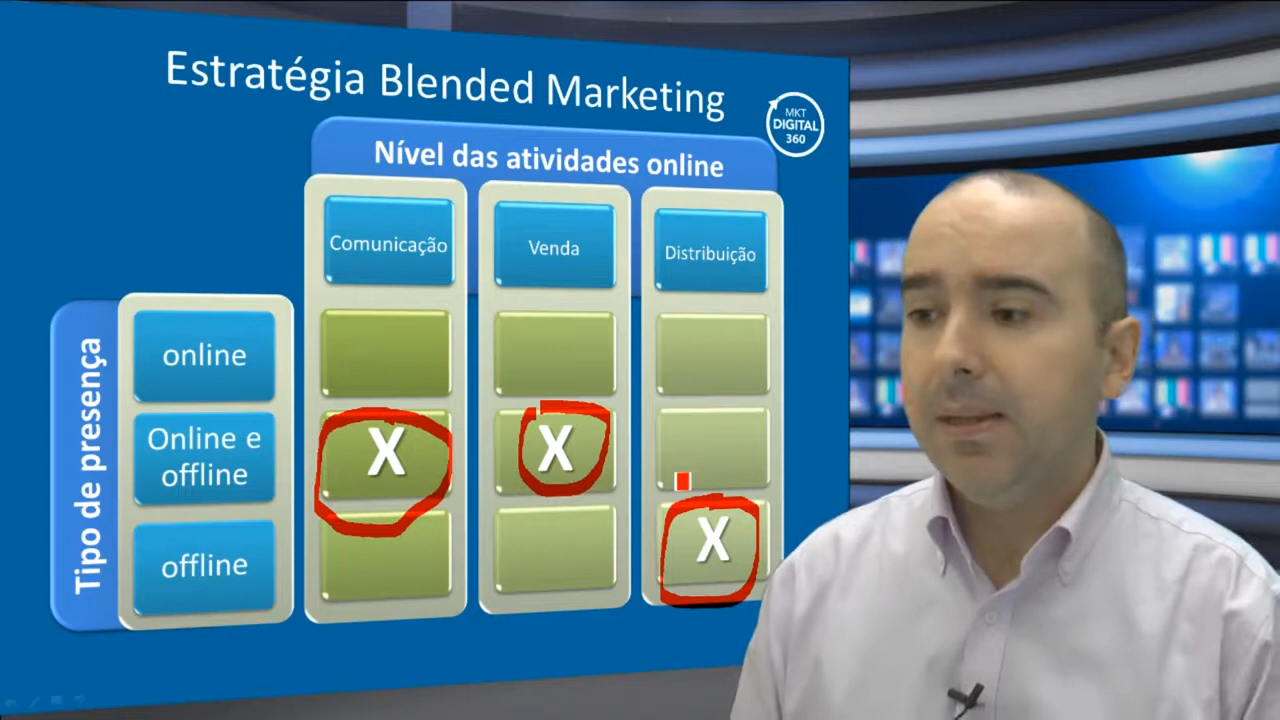 Estratégia Blended Marketing
MKT
DIGITAL
360
Nível das atividades online
Comunicação
Venda
Distribuição
Tipo de presença
online
Online e
offline
X
X
offline
X